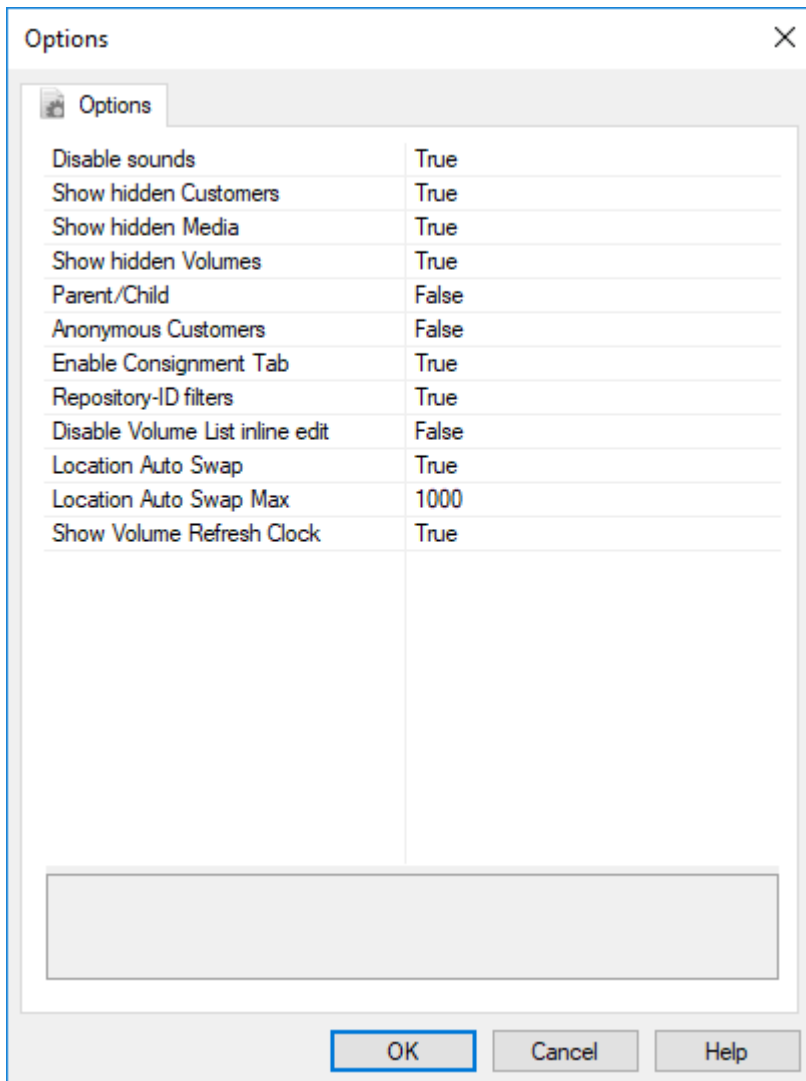 Options
Options
Disable sounds True
Show hidden Customers True
Show hidden Media True
Show hidden Volumes True
Parent/Child False
Anonymous Customers False
Enable Consignment Tab True
Repository-ID filters True
Disable Volume List inline edit False
Location Auto Swap True
Location Auto Swap Max 1000
Show Volume Refresh Clock True
OK Cancel Help